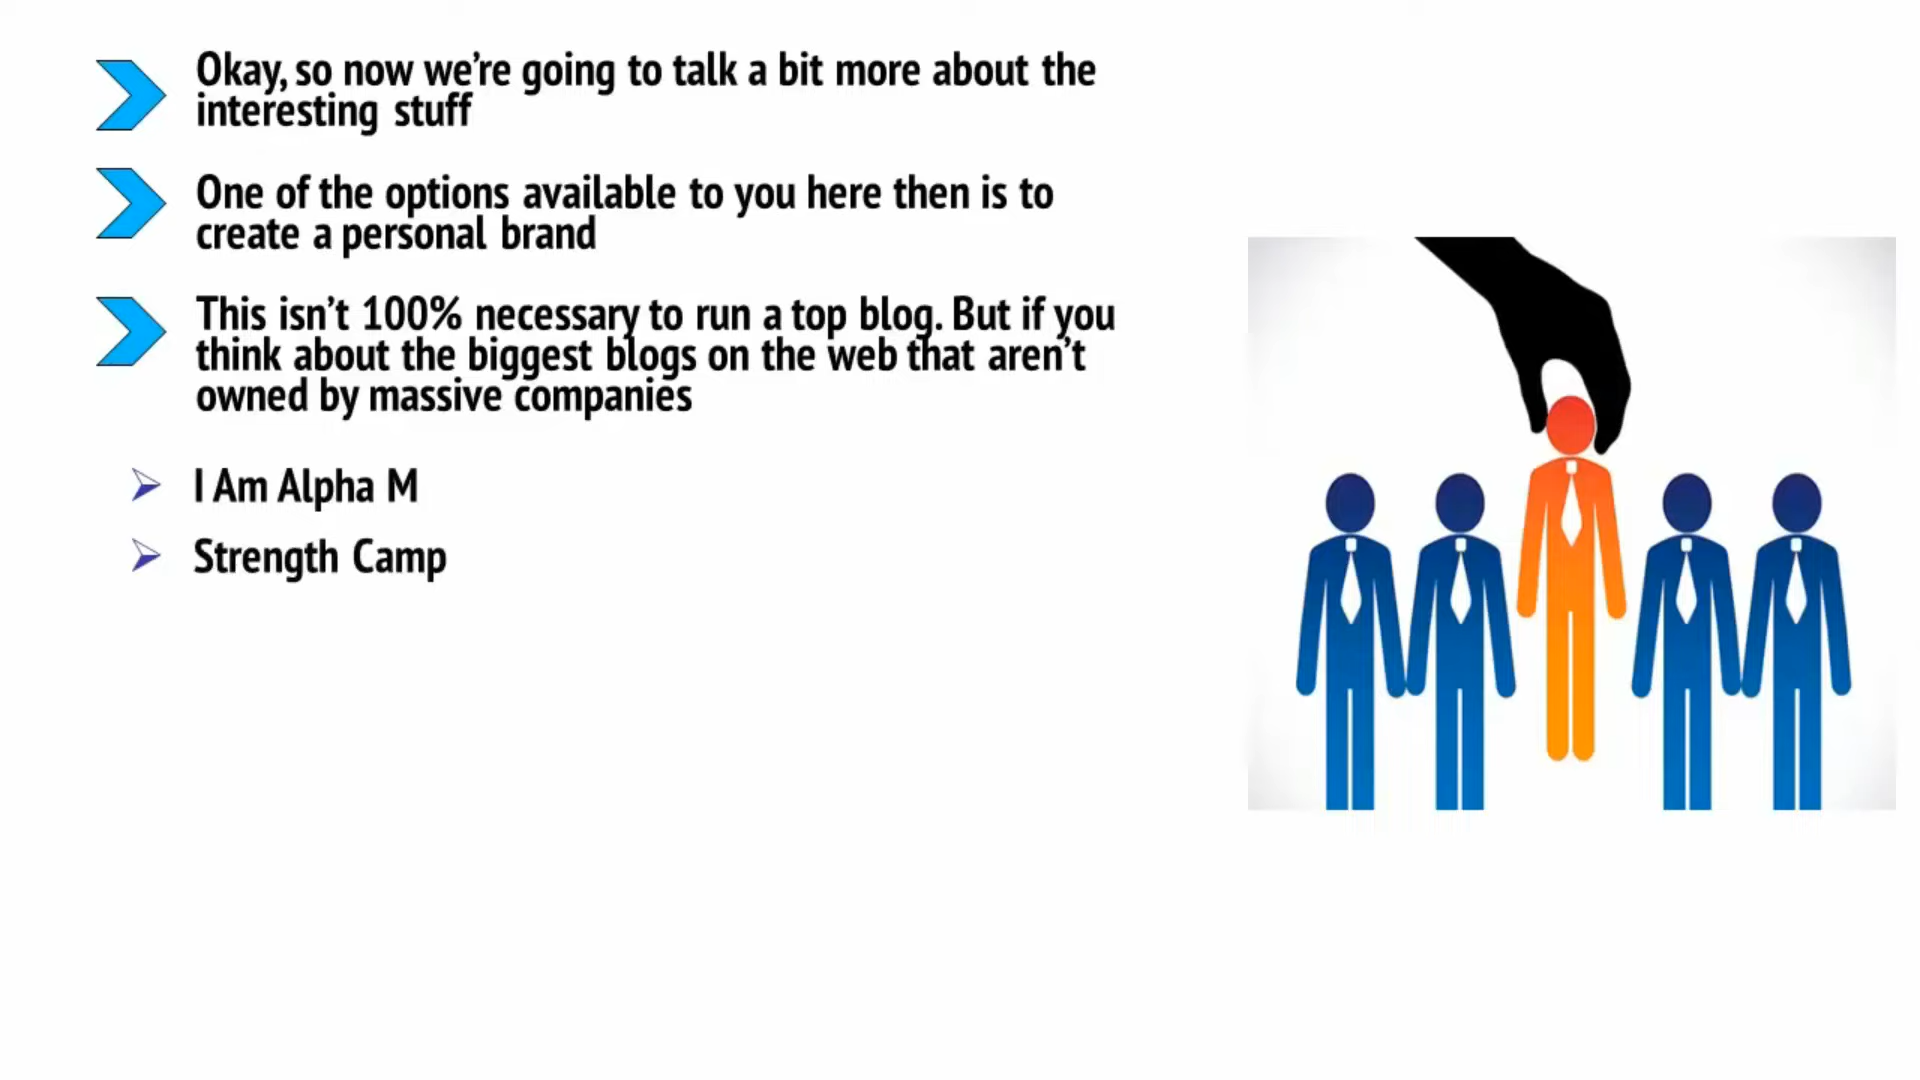 Okay, so now we’re going to talk a bit more about the
interesting stuff
One of the options available to you here then is to
create a personal brand
This isn’t 100% necessary to run a top blog. But if you
think about the biggest blogs on the web that aren’t
owned by massive companies
I Am Alpha M
Strength Camp